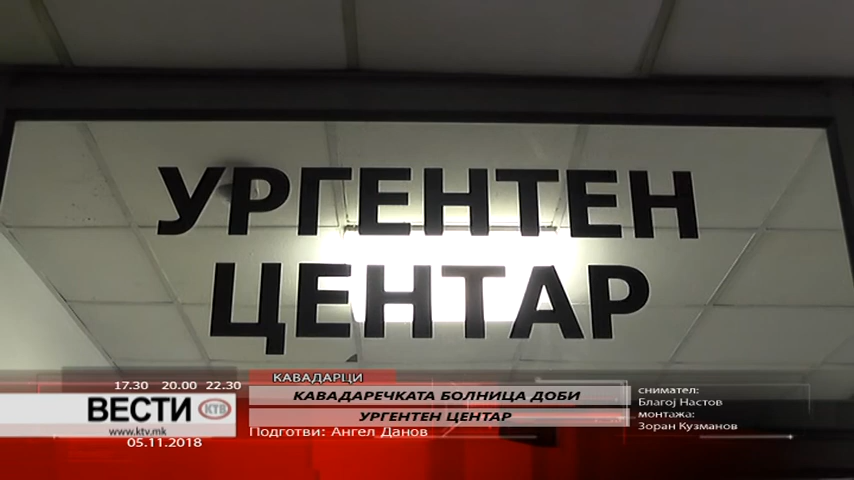 УРГЕНТЕН
ЦЕНТАР
КАВАДАРЦИ
17.30 20.00 22.30
КАВАДАРЕЧКАТА БОЛНИЦА ДОБИ
УРГЕНТЕН ЦЕНТАР
ВЕСТИ КТВ
www.ktv.mk
05.11.2018
Подготви: Ангел Данов
снимател:
Благој Настов
монтажа:
Зоран Кузманов